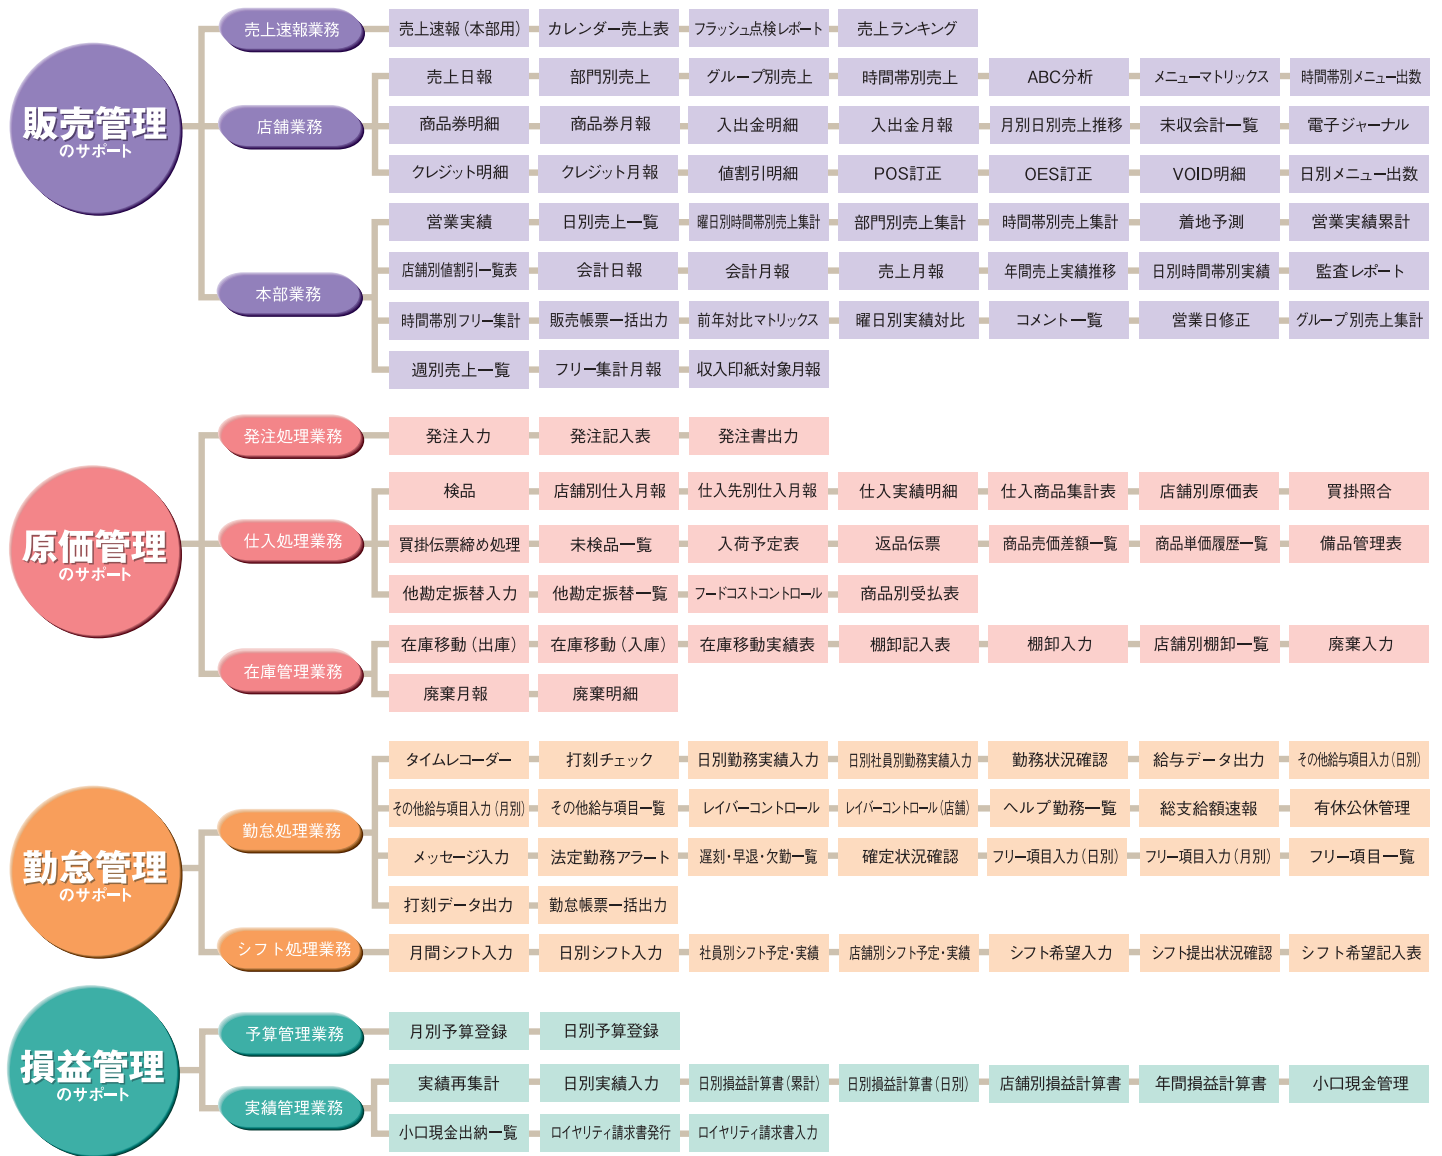 販売管理
のサポート
売上速報業務
売上速報（本部用） カレンダー売上表 フラッシュ点検レポート 売上ランキング
店舗業務
売上日報 部門別売上 グループ別売上 時間帯別売上 ABC分析 メニューマトリックス 時間帯別メニュー出数
商品券明細 商品券月報 入出金明細 入出金月報 月別日別売上推移 未収会計一覧 電子ジャーナル
クレジット明細 クレジット月報 値割引明細 POS訂正 OES訂正 VOID明細 日別メニュー出数
本部業務
営業実績 日別売上一覧 曜日別時間帯別売上集計 部門別売上集計 時間帯別売上集計 着地予測 営業実績累計
店舗別値割引一覧表 会計日報 会計月報 売上月報 年間売上実績推移 日別時間帯別実績 監査レポート
時間帯別フリー集計 販売帳票一括出力 前年対比マトリックス 曜日別実績対比 コメント一覧 営業日修正 グループ別売上集計
週別売上一覧 フリー集計月報 収入印紙対象月報
原価管理
のサポート
発注処理業務
発注入力 発注記入表 発注書出力
仕入処理業務
検品 店舗別仕入月報 仕入先別仕入月報 仕入実績明細 仕入商品集計表 店舗別原価表 買掛照合
買掛伝票締め処理 未検品一覧 入荷予定表 返品伝票 商品売価差額一覧 商品単価履歴一覧 備品管理表
他勘定振替入力 他勘定振替一覧 フードコストコントロール 商品別受払表
在庫管理業務
在庫移動（出庫） 在庫移動（入庫） 在庫移動実績表 棚卸記入表 棚卸入力 店舗別棚卸一覧 廃棄入力
廃棄月報 廃棄明細
勤怠管理
のサポート
勤怠処理業務
タイムレコーダー 打刻チェック 日別勤務実績入力 日別社員別勤務実績入力 勤務状況確認 給与データ出力 その他給与項目入力（日別）
その他給与項目入力（月別） その他給与項目一覧 レイバーコントロール レイバーコントロール（店舗） ヘルプ勤務一覧 総支給額速報 有休公休管理
メッセージ入力 法定勤務アラート 遅刻・早退・欠勤一覧 確定状況確認 フリー項目入力（日別） フリー項目入力（月別） フリー項目一覧
打刻データ出力 勤怠帳票一括出力
シフト処理業務
月間シフト入力 日別シフト入力 社員別シフト予定・実績 店舗別シフト予定・実績 シフト希望入力 シフト提出状況確認 シフト希望記入表
損益管理
のサポート
予算管理業務
月別予算登録 日別予算登録
実績管理業務
実績再集計 日別実績入力 日別損益計算書（累計） 日別損益計算書（日別） 店舗別損益計算書 年間損益計算書 小口現金管理
小口現金出納一覧 ロイヤリティ請求書発行 ロイヤリティ請求書入力